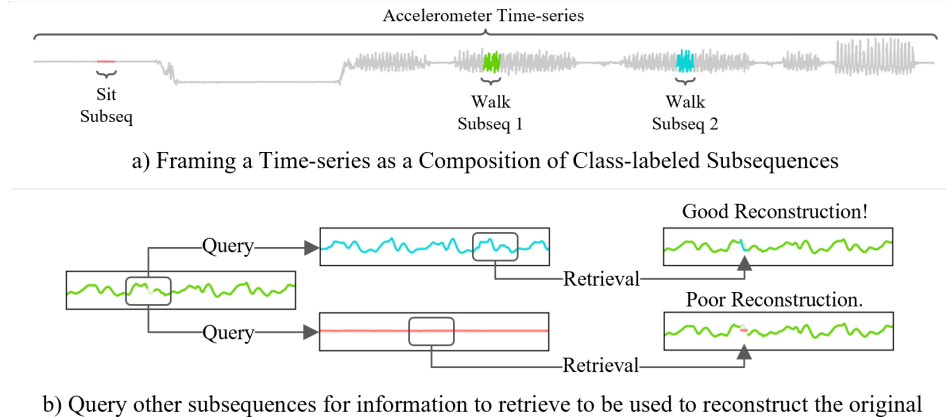 Accelerometer Time-series
Sit
Subseq
Walk
Subseq 1
Walk
Subseq 2
a) Framing a Time-series as a Composition of Class-labeled Subsequences
Good Reconstruction!
Query
Retrieval
Poor Reconstruction.
Query
Retrieval
b) Query other subsequences for information to retrieve to be used to reconstruct the original